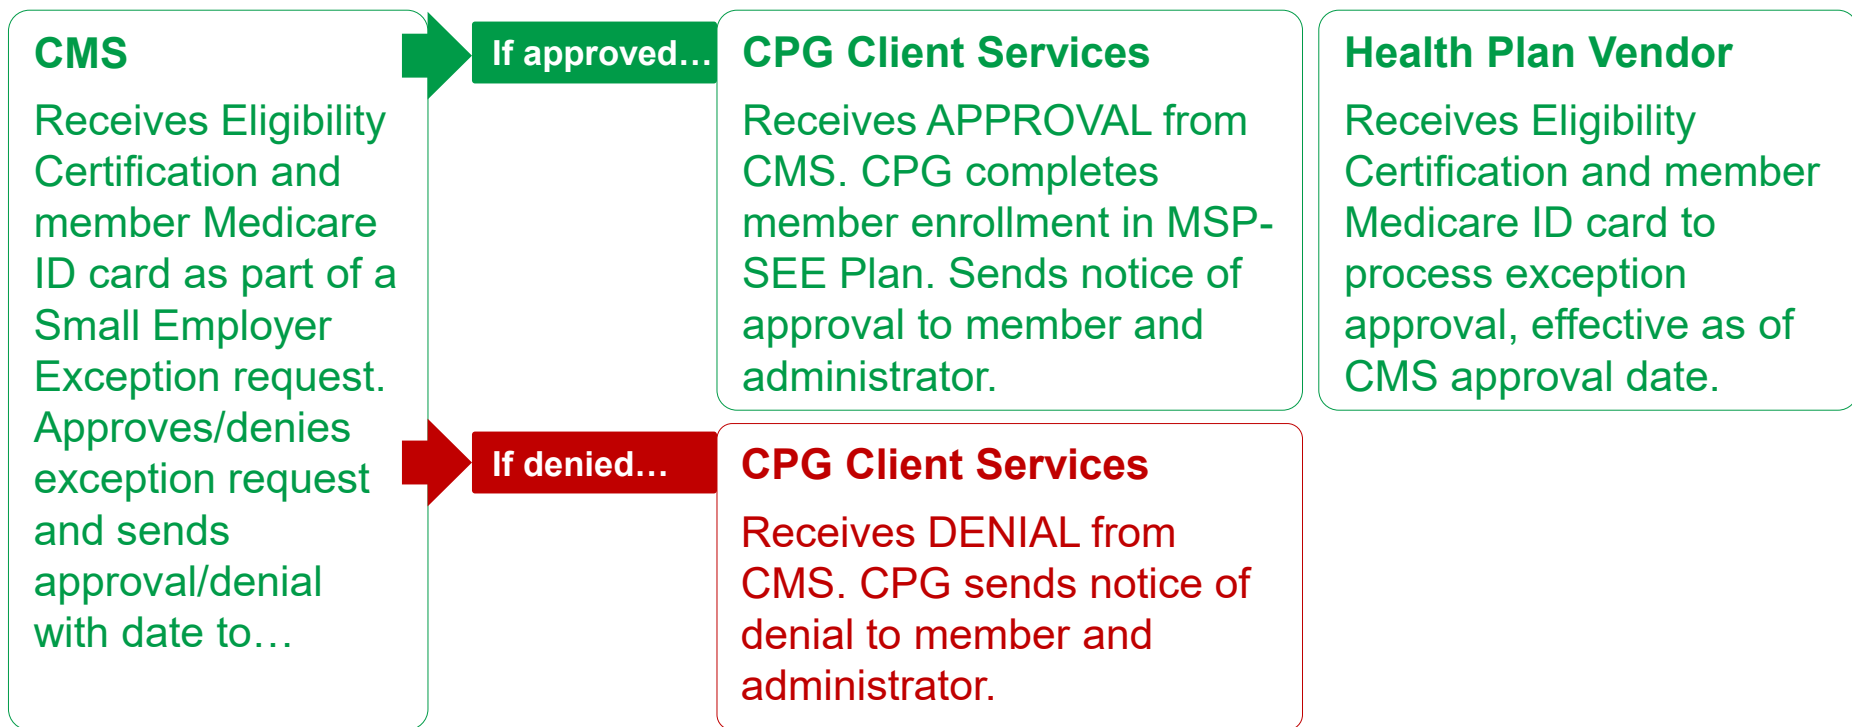 CMS
Receives Eligibility
Certification and
member Medicare
ID card as part of a
Small Employer
Exception request.
Approves/denies
exception request
and sends
approval/denial
with date to…
If approved…
CPG Client Services
Receives APPROVAL from
CMS. CPG completes
member enrollment in MSP-
SEE Plan. Sends notice of
approval to member and
administrator.
Health Plan Vendor
Receives Eligibility
Certification and member
Medicare ID card to
process exception
approval, effective as of
CMS approval date.
If denied…
CPG Client Services
Receives DENIAL from
CMS. CPG sends notice of
denial to member and
administrator.